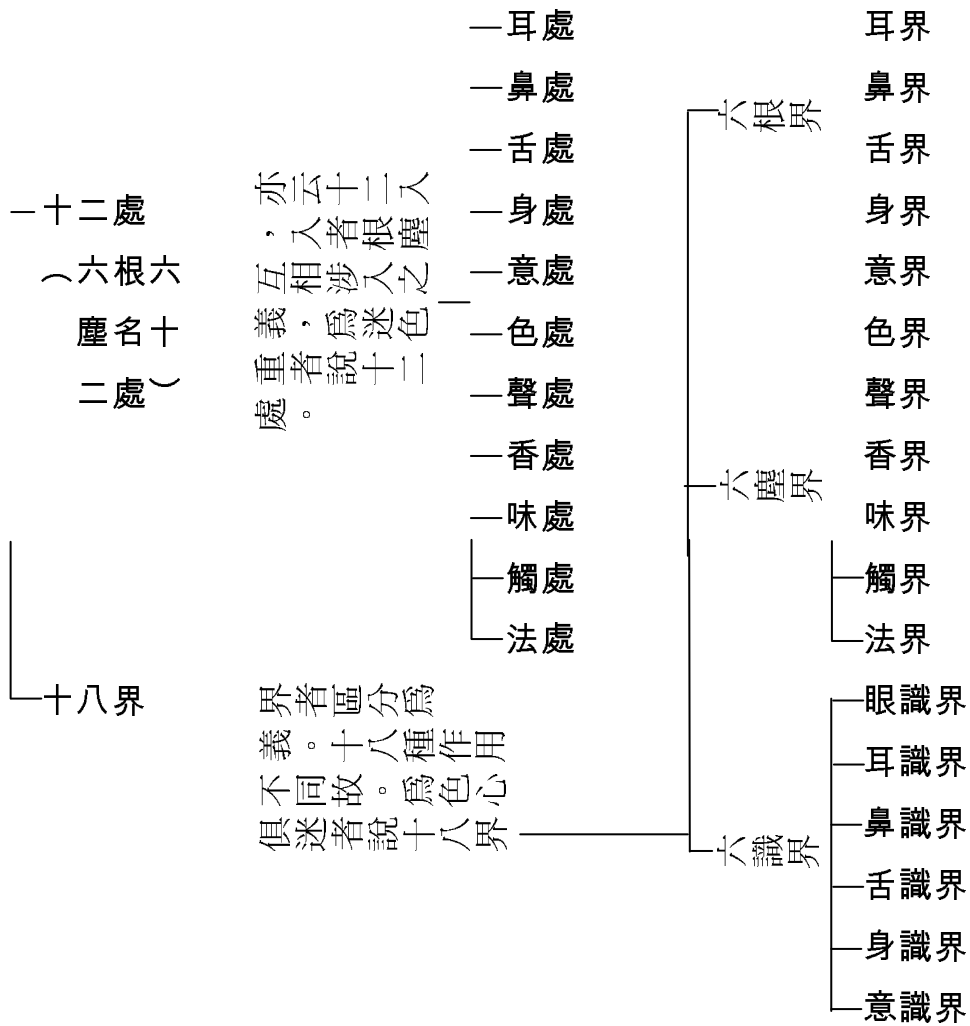 十二處
（六根六
塵名十
二處）
亦云十二入
，入者根塵
互相涉入之
義，爲迷色
重者說十二
處。
耳處
鼻處
舌處
身處
意處
色處
聲處
香處
味處
觸處
法處
十八界
界者區分爲
義。十八種作用
不同故。爲色心
俱迷者說十八界
六根界
六塵界
六識界
耳界
鼻界
舌界
身界
意界
色界
聲界
香界
味界
觸界
法界
眼識界
耳識界
鼻識界
舌識界
身識界
意識界